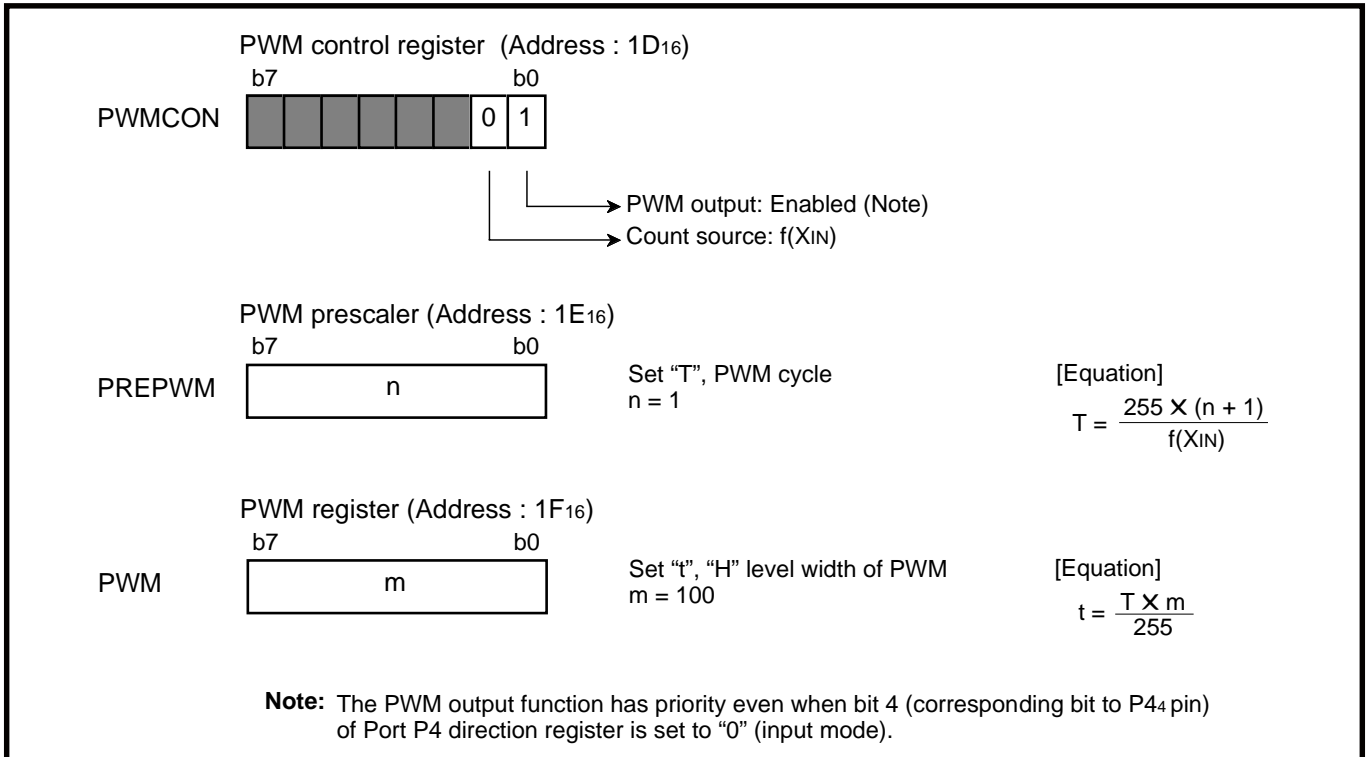 PWM control register (Address : 1D16)
b7 b0
PWMCON 0 1
PWM output: Enabled (Note)
Count source: f(XIN)
PWM prescaler (Address : 1E16)
b7 b0
PREPWM n
Set “T”, PWM cycle
n = 1
[Equation]
T = 255 X (n + 1)
f(XIN)
PWM register (Address : 1F16)
b7 b0
PWM m
Set “t”, “H” level width of PWM
m = 100
[Equation]
t = T X m
255
Note: The PWM output function has priority even when bit 4 (corresponding bit to P44 pin)
of Port P4 direction register is set to “0” (input mode).